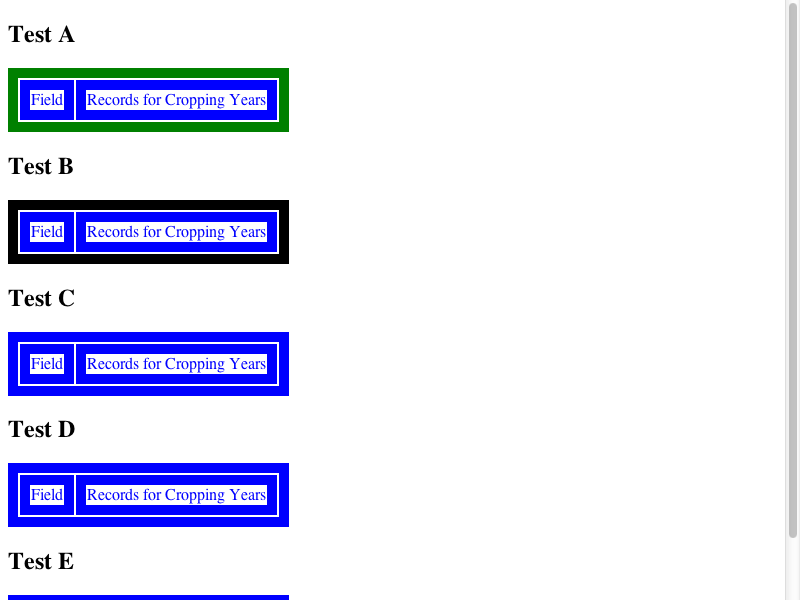 Test A
Field Records for Cropping Years
Test B
Field Records for Cropping Years
Test C
Field Records for Cropping Years
Test D
Field Records for Cropping Years
Test E